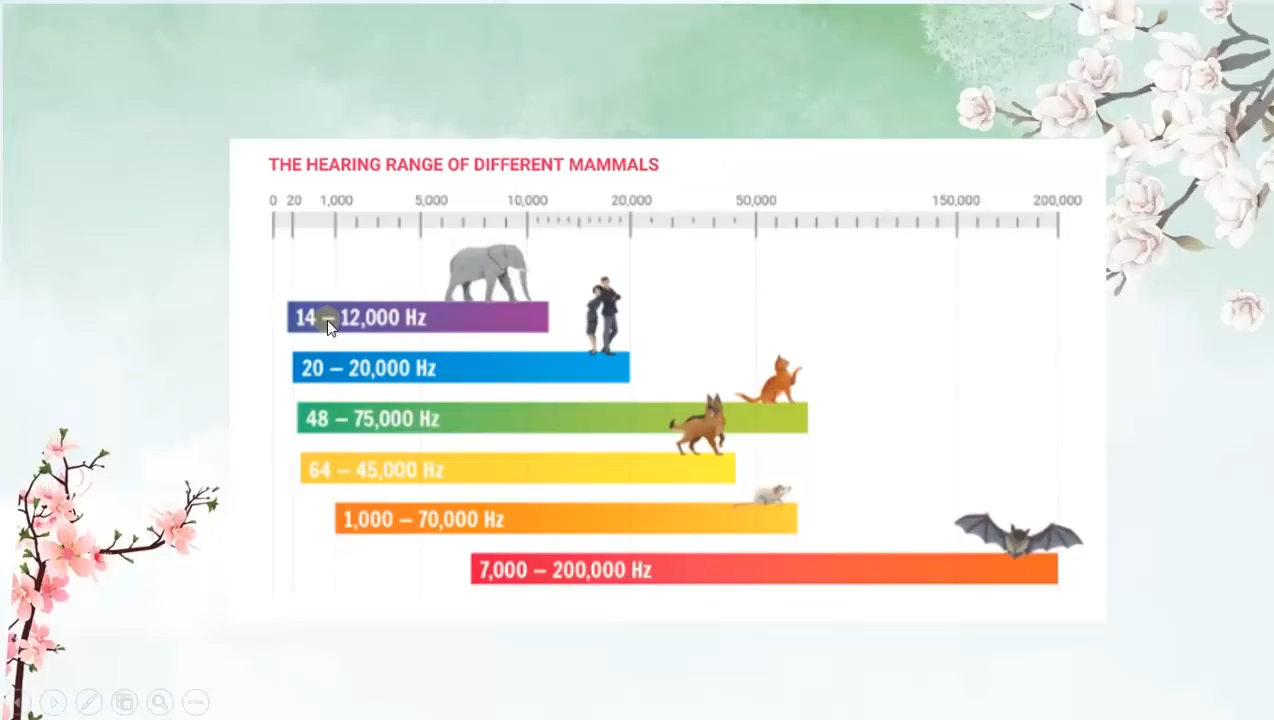 THE HEARING RANGE OF DIFFERENT MAMMALS
0 20 1,000 5,000 10,000 20,000 50,000 150,000 200,000
14 – 12,000 Hz
20 – 20,000 Hz
48 – 75,000 Hz
64 – 45,000 Hz
1,000 – 70,000 Hz
7,000 – 200,000 Hz